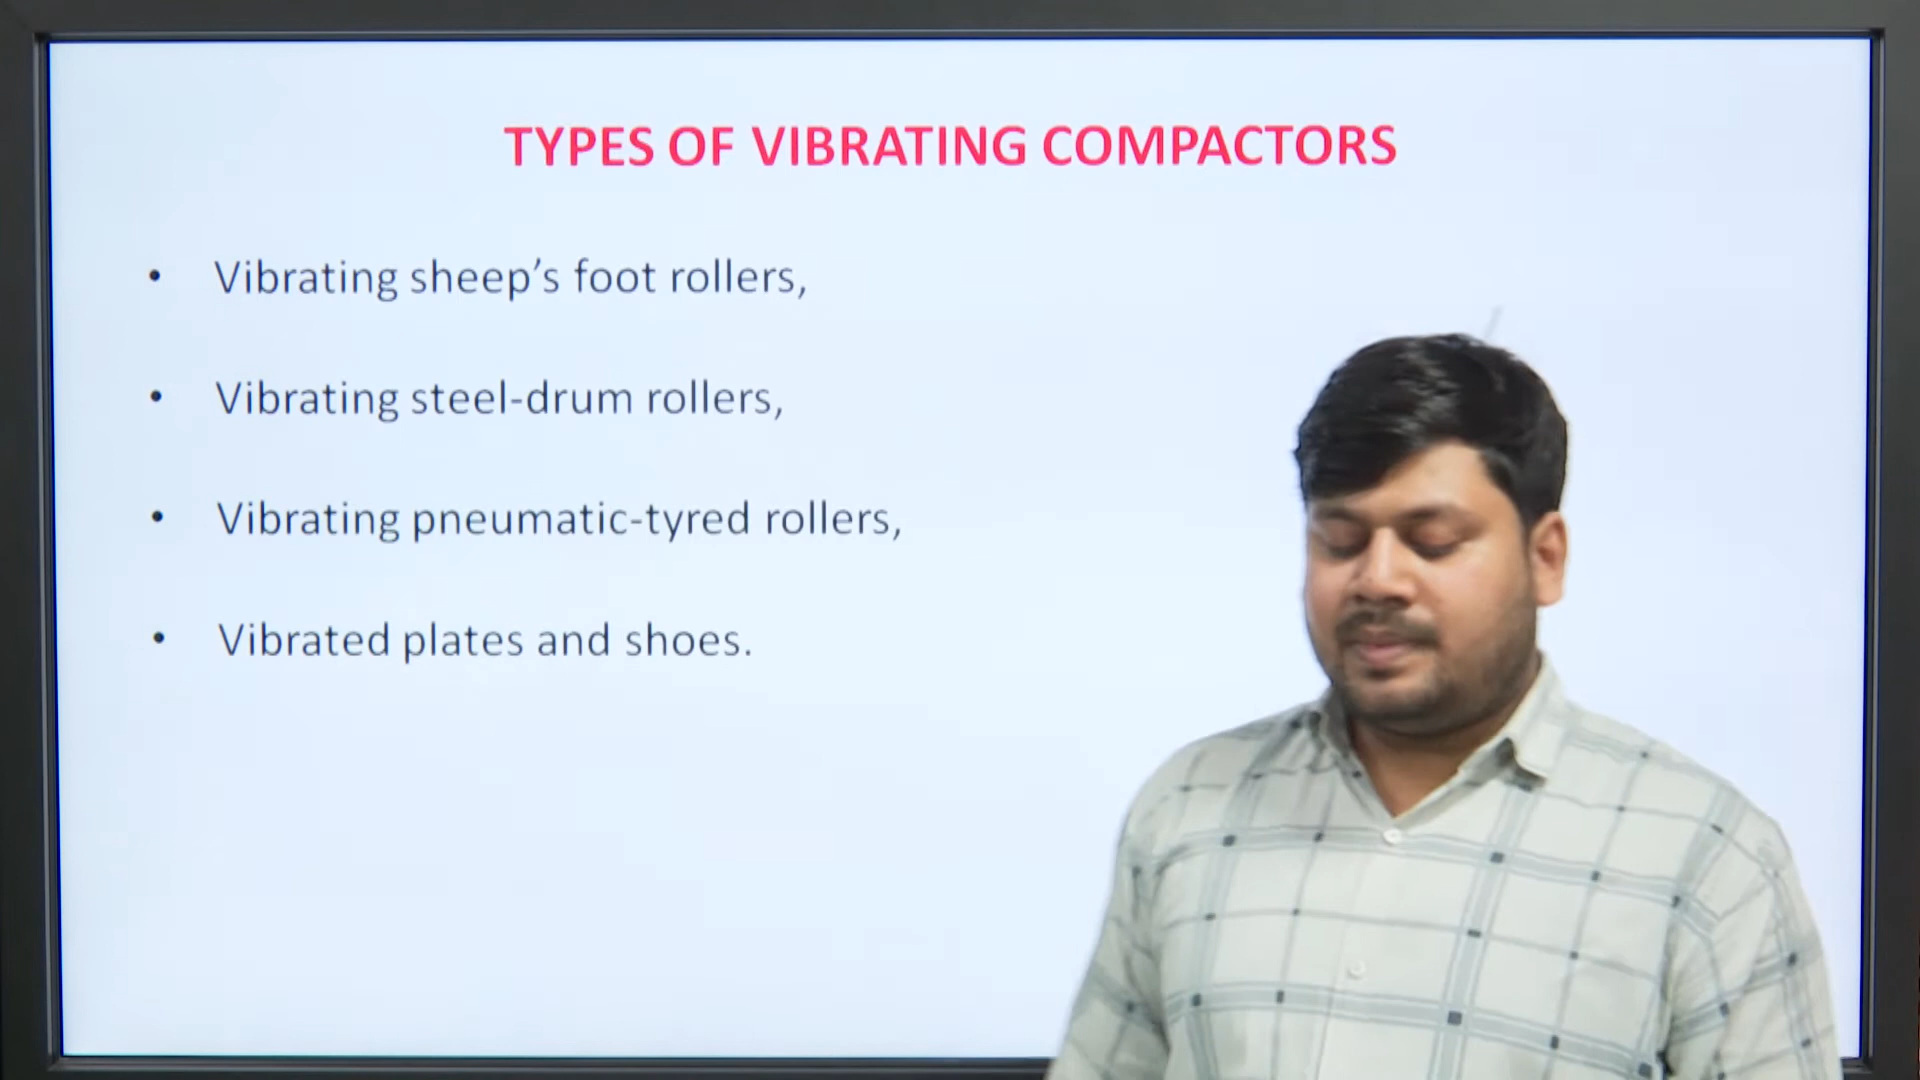 TYPES OF VIBRATING COMPACTORS
• Vibrating sheep’s foot rollers,
• Vibrating steel-drum rollers,
• Vibrating pneumatic-tyred rollers,
• Vibrated plates and shoes.